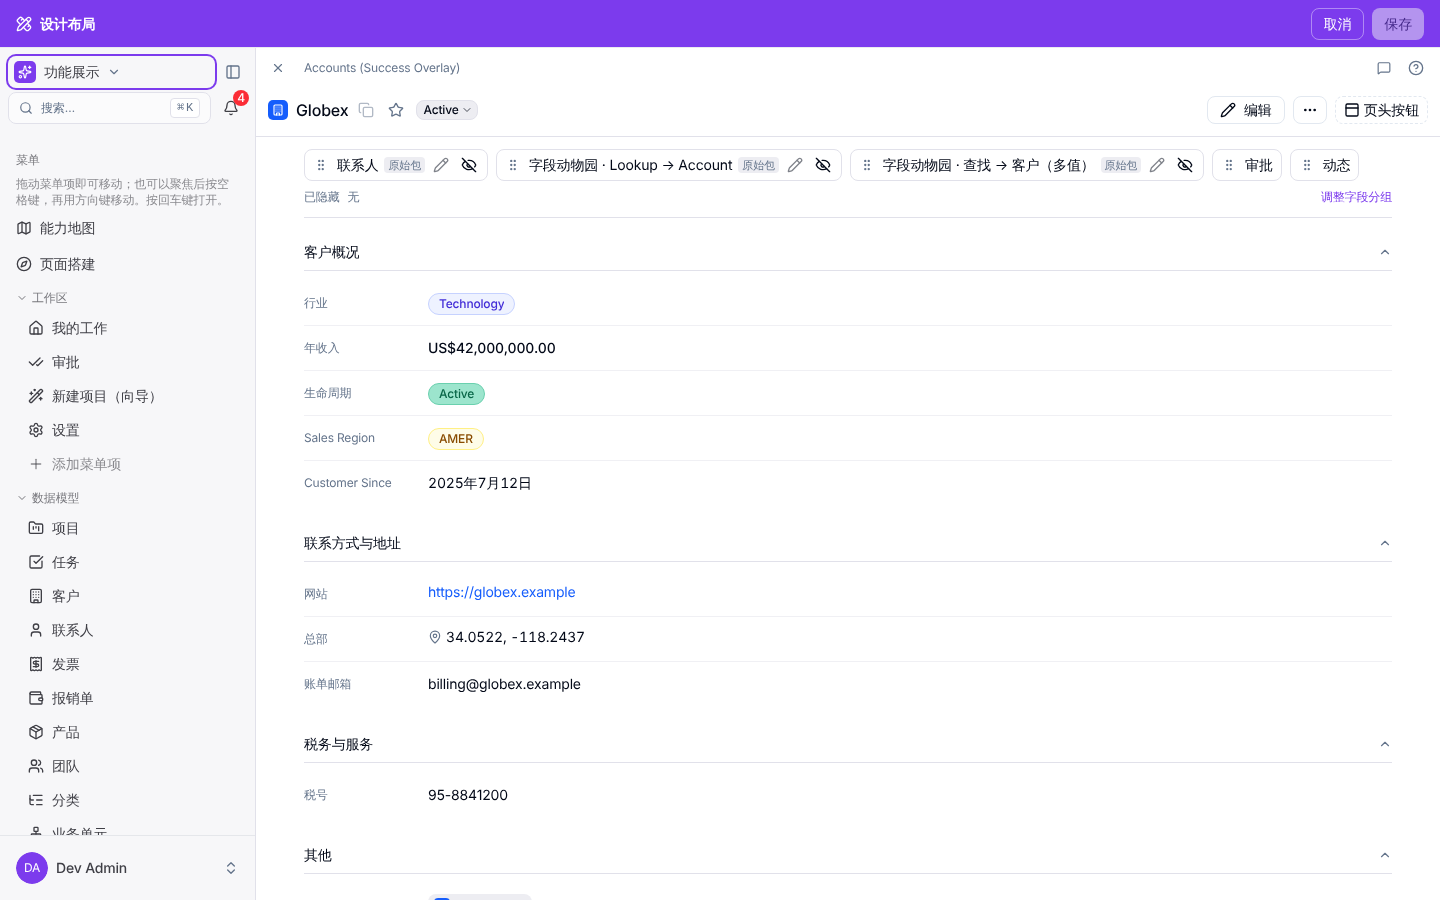 设计布局
取消
保存
功能展示
搜索...
⌘K
4
菜单
拖动菜单项即可移动；也可以聚焦后按空
格键，再用方向键移动。按回车键打开。
能力地图
页面搭建
工作区
我的工作
审批
新建项目（向导）
设置
添加菜单项
数据模型
项目
任务
客户
联系人
发票
报销单
产品
团队
分类
业务单元
DA
Dev Admin
Accounts (Success Overlay)
Globex
Active
编辑
页头按钮
联系人 原始包
字段动物园 · Lookup → Account 原始包
字段动物园 · 查找 → 客户（多值） 原始包
审批
动态
已隐藏 无
调整字段分组
客户概况
行业 Technology
年收入 US$42,000,000.00
生命周期 Active
Sales Region AMER
Customer Since 2025年7月12日
联系方式与地址
网站 https://globex.example
总部 34.0522, -118.2437
账单邮箱 billing@globex.example
税务与服务
税号 95-8841200
其他